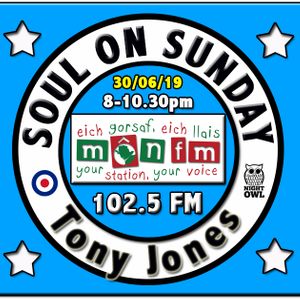 SOUL ON SUNDAY
30/06/19
8-10.30pm
eich gorsaf, eich llais
mônfm
your station, your voice
102.5 FM
NIGHT
OWL
Tony Jones